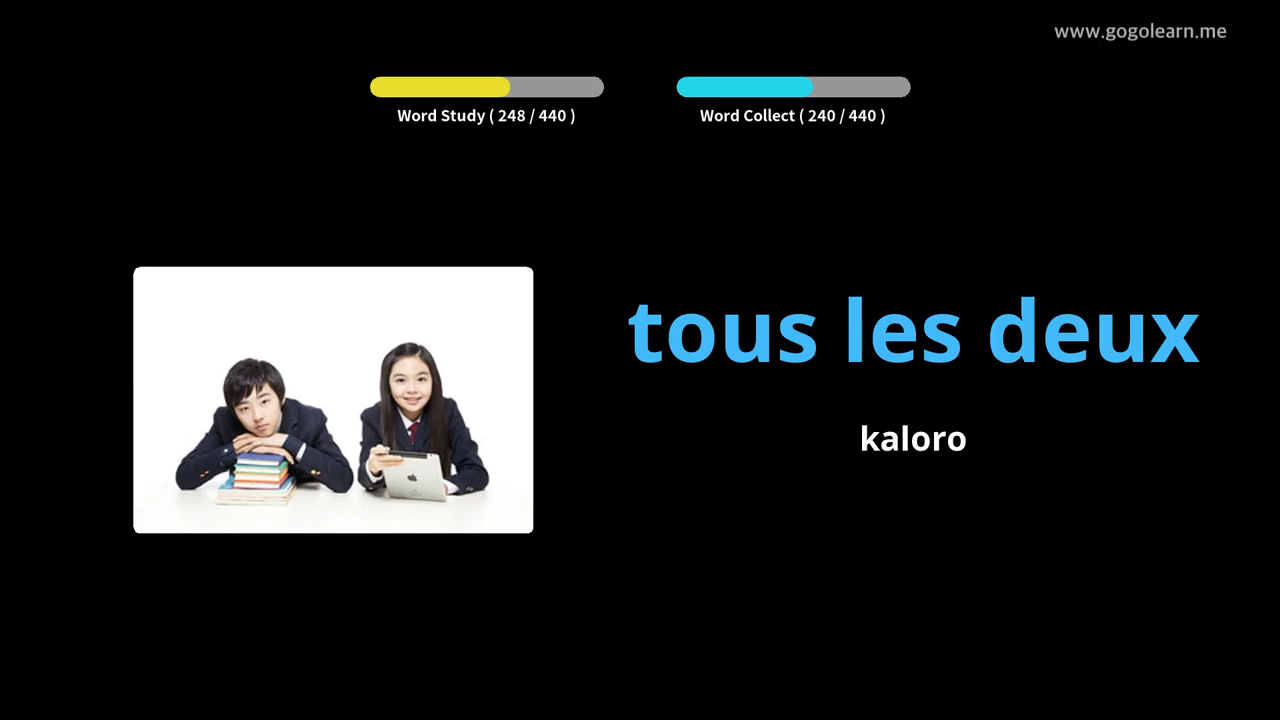 www.gogolearn.me
Word Study ( 248 / 440 )
Word Collect ( 240 / 440 )
tous les deux
kaloro